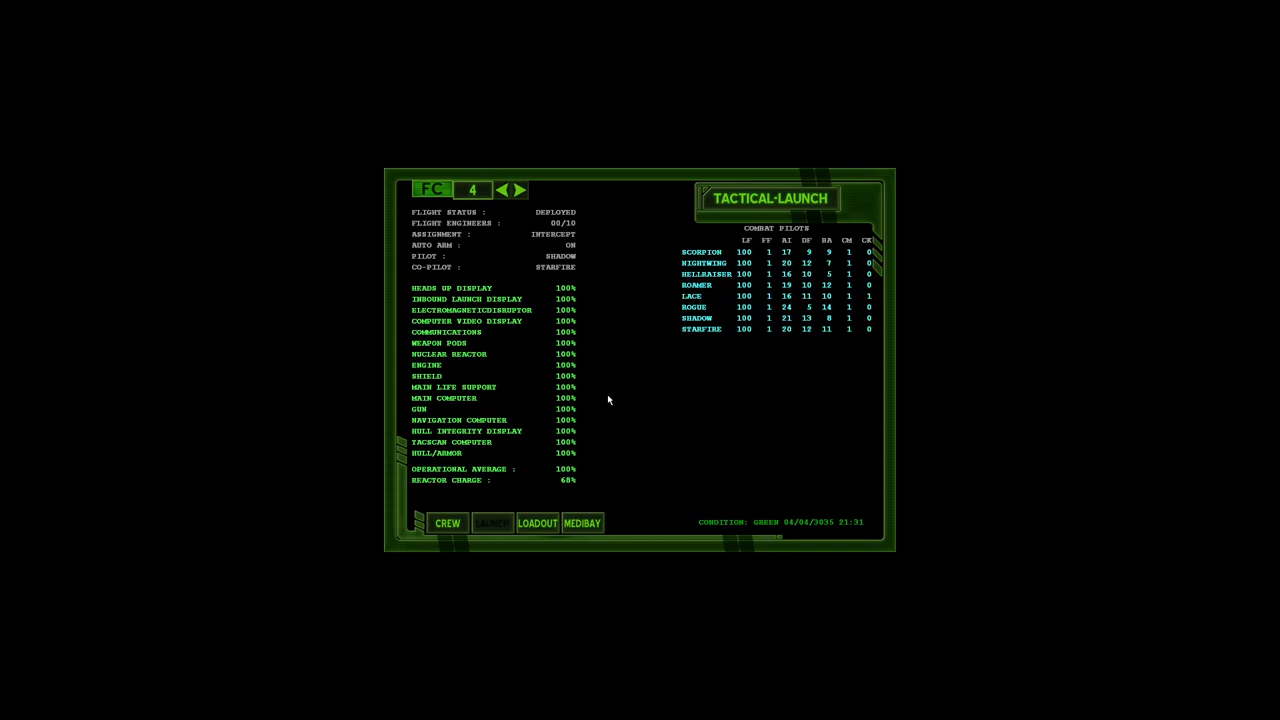 FC 4
TACTICAL-LAUNCH
FLIGHT STATUS : DEPLOYED
FLIGHT ENGINEERS : 00/10
ASSIGNMENT : INTERCEPT
AUTO ARM : ON
PILOT : SHADOW
CO-PILOT : STARFIRE
HEADS UP DISPLAY 100%
INBOUND LAUNCH DISPLAY 100%
ELECTROMAGNETICDISRUPTOR 100%
COMPUTER VIDEO DISPLAY 100%
COMMUNICATIONS 100%
WEAPON PODS 100%
NUCLEAR REACTOR 100%
ENGINE 100%
SHIELD 100%
MAIN LIFE SUPPORT 100%
MAIN COMPUTER 100%
GUN 100%
NAVIGATION COMPUTER 100%
HULL INTEGRITY DISPLAY 100%
TACSCAN COMPUTER 100%
HULL/ARMOR 100%
OPERATIONAL AVERAGE : 100%
REACTOR CHARGE : 68%
COMBAT PILOTS
LF FF AI DF BA CM CK
SCORPION 100 1 17 9 9 1 0
NIGHTWING 100 1 20 12 7 1 0
HELLRAISER 100 1 16 10 5 1 0
ROAMER 100 1 19 10 12 1 0
LACE 100 1 16 11 10 1 1
ROGUE 100 1 24 5 14 1 0
SHADOW 100 1 21 13 8 1 0
STARFIRE 100 1 20 12 11 1 0
CREW LAUNCH LOADOUT MEDIBAY
CONDITION: GREEN 04/04/3035 21:31